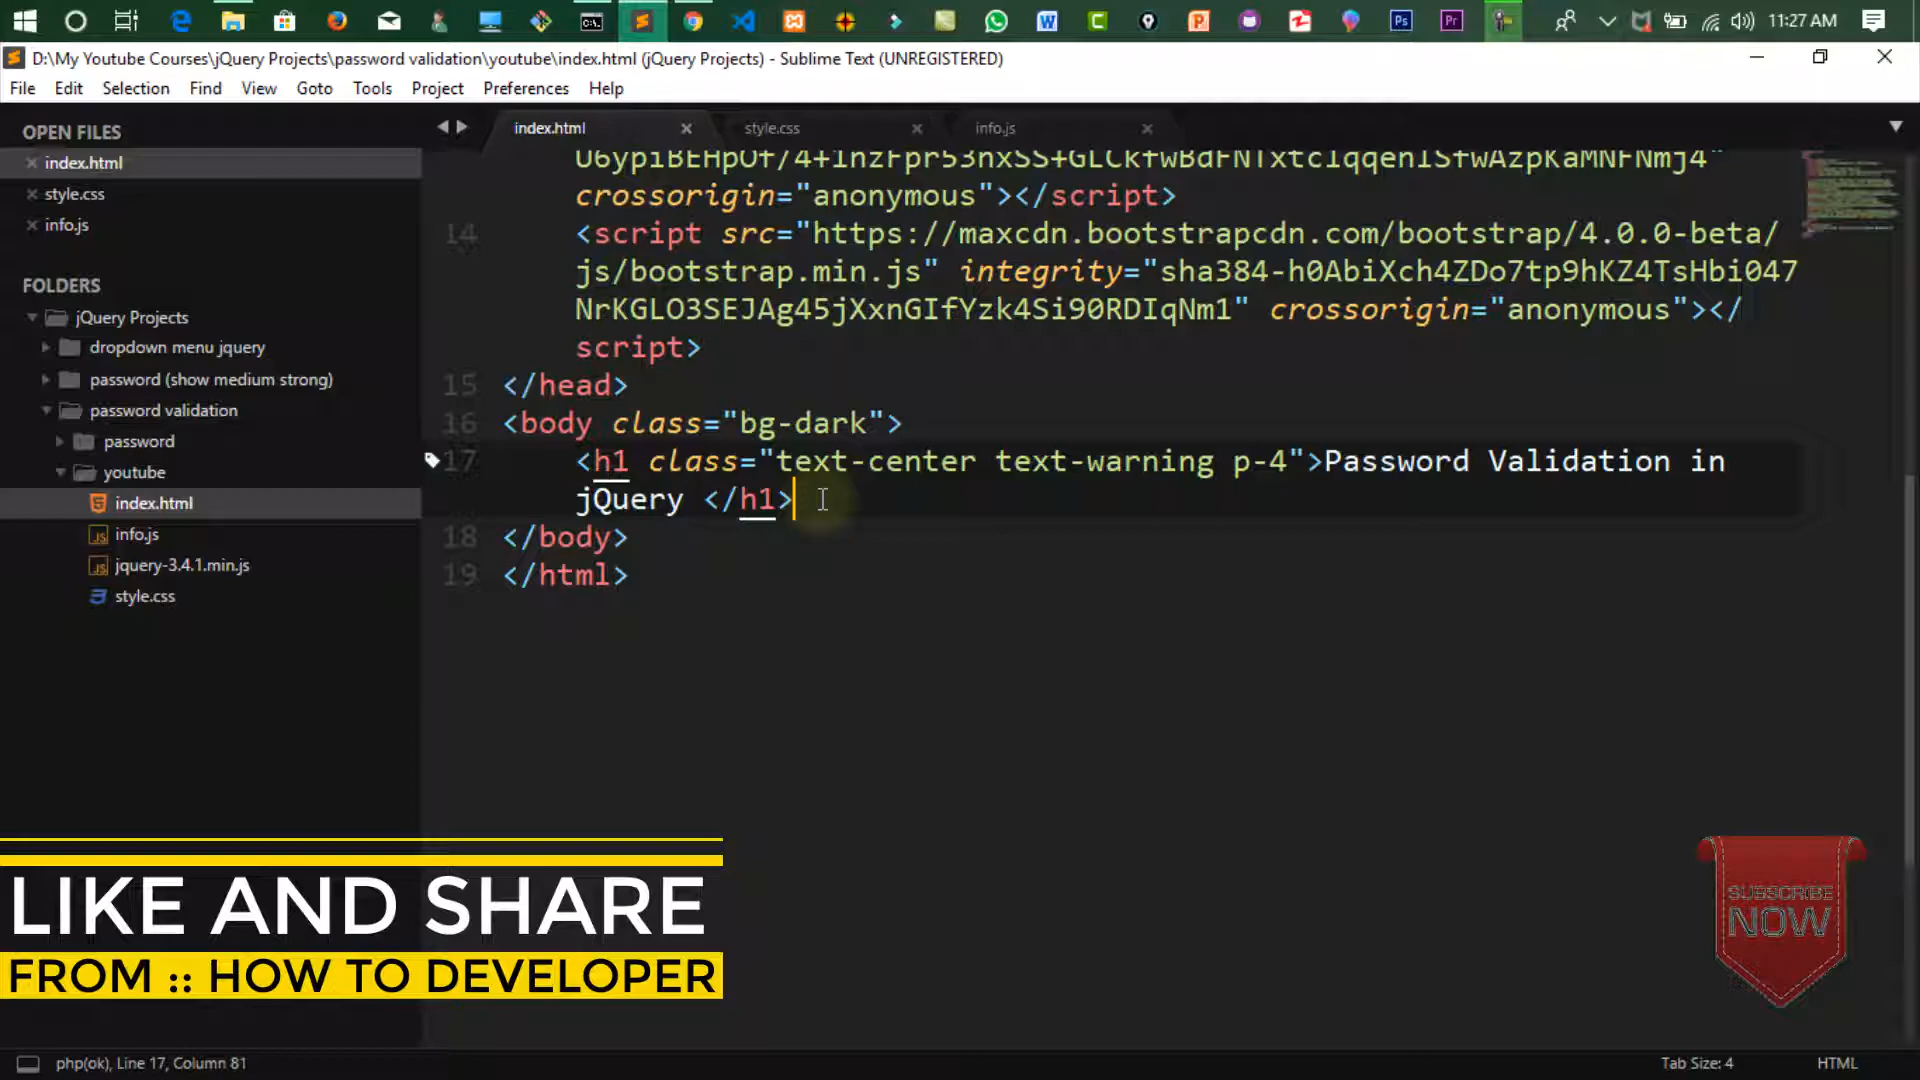 11:27 AM
D:\My Youtube Courses\jQuery Projects\password validation\youtube\index.html (jQuery Projects) - Sublime Text (UNREGISTERED)
File Edit Selection Find View Goto Tools Project Preferences Help
OPEN FILES
index.html
style.css
info.js
FOLDERS
jQuery Projects
dropdown menu jquery
password (show medium strong)
password validation
password
youtube
index.html
info.js
jquery-3.4.1.min.js
style.css
index.html style.css info.js
crossorigin="anonymous"></script>
14 <script src="https://maxcdn.bootstrapcdn.com/bootstrap/4.0.0-beta/
js/bootstrap.min.js" integrity="sha384-h0AbiXch4ZDo7tp9hKZ4TsHbi047
NrKGLO3SEJAg45jXxnGIfYzk4Si90RDIqNm1" crossorigin="anonymous"></
script>
15 </head>
16 <body class="bg-dark">
17 <h1 class="text-center text-warning p-4">Password Validation in
jQuery </h1>
18 </body>
19 </html>
LIKE AND SHARE
FROM :: HOW TO DEVELOPER
SUBSCRIBE
NOW
php(ok), Line 17, Column 81
Tab Size: 4 HTML